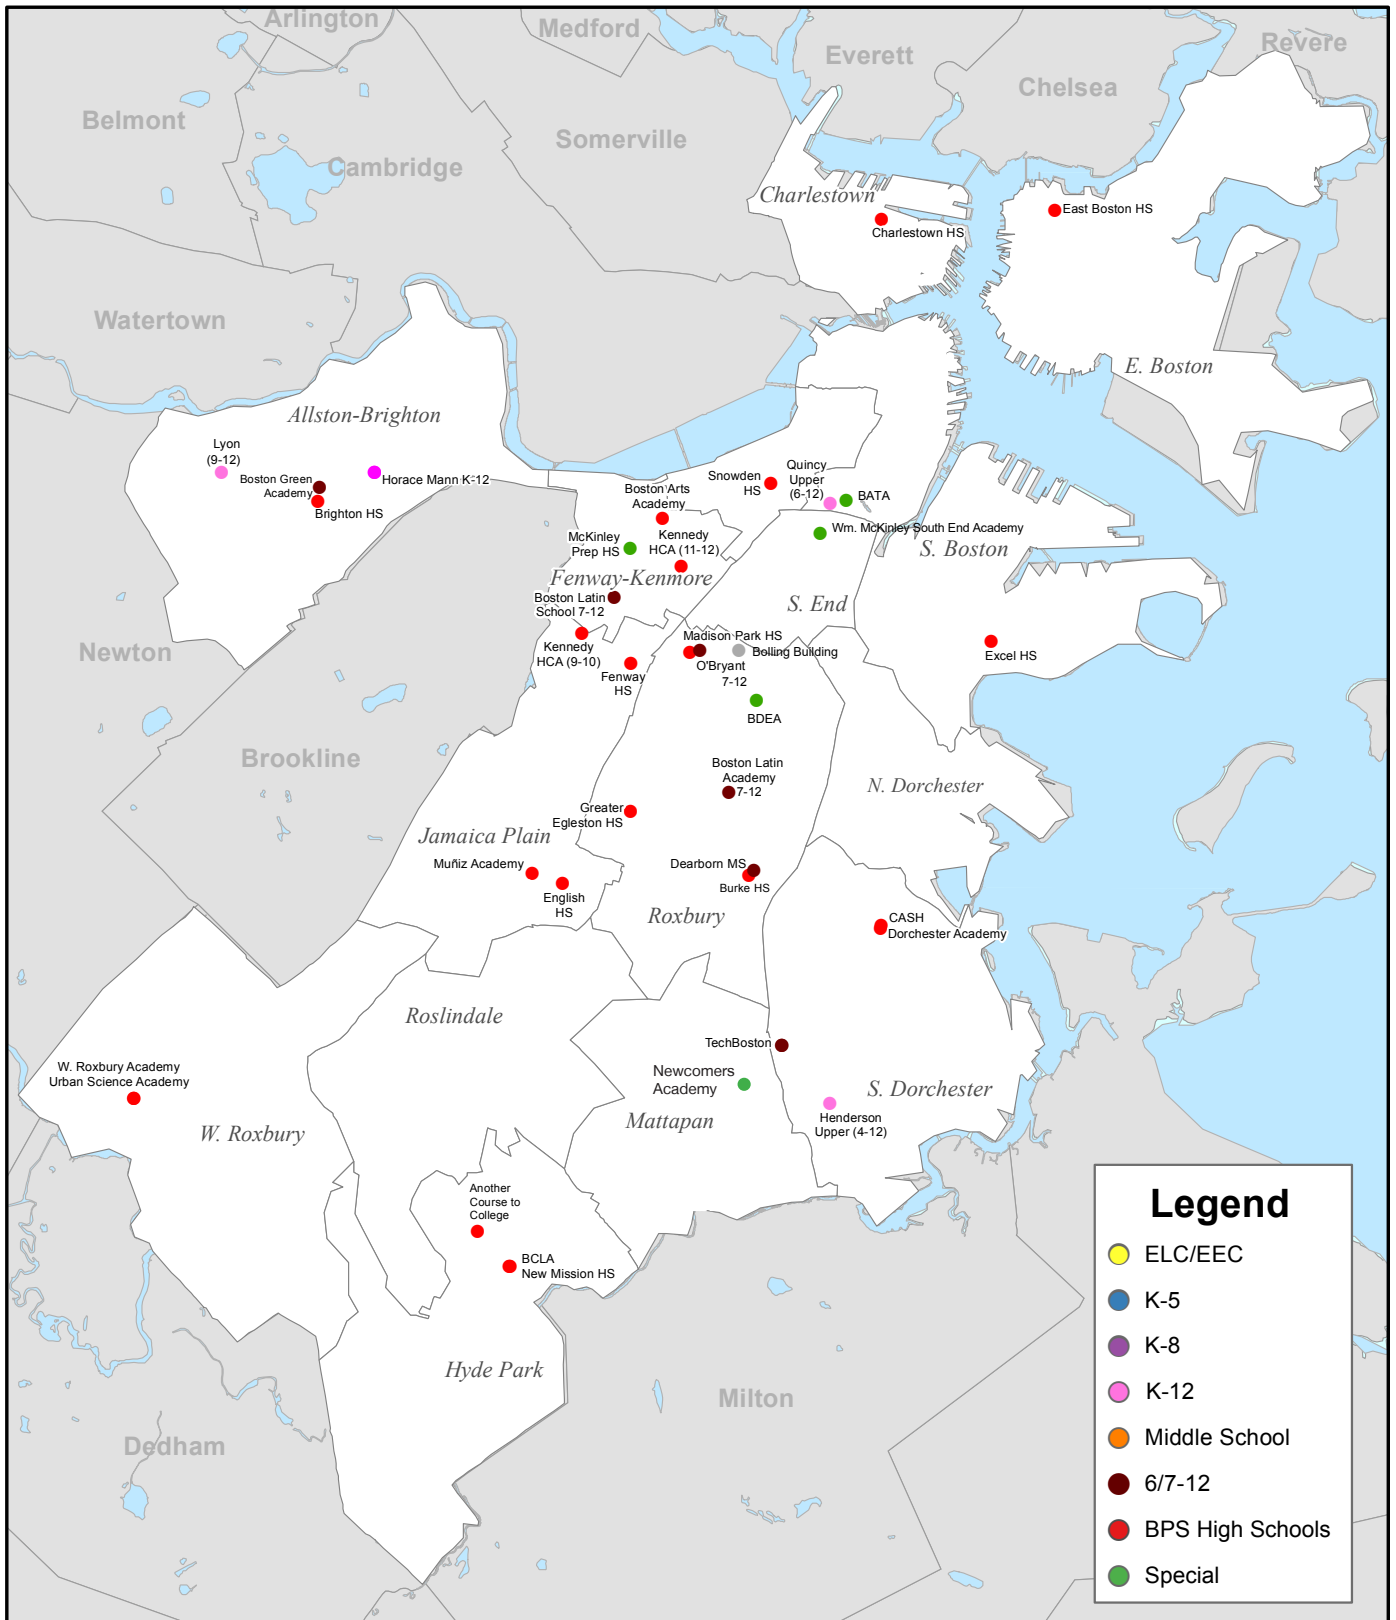 Arlington
Medford
Everett
Revere
Chelsea
Belmont
Somerville
Cambridge
Charlestown
East Boston HS
Charlestown HS
Watertown
E. Boston
Allston-Brighton
Lyon
(9-12)
Horace Mann K-12
Boston Green
Academy
Brighton HS
Snowden
HS
Quincy
Upper
(6-12)
BATA
Boston Arts
Academy
Wm. McKinley South End Academy
McKinley
Prep HS
Kennedy
HCA (11-12)
S. Boston
Fenway-Kenmore
Boston Latin
School 7-12
S. End
Newton
Kennedy
HCA (9-10)
Fenway
HS
Madison Park HS
Bolling Building
O'Bryant
7-12
Excel HS
BDEA
Brookline
Boston Latin
Academy
7-12
N. Dorchester
Greater
Egleston HS
Jamaica Plain
Muñiz Academy
English
HS
Dearborn MS
Burke HS
Roxbury
CASH
Dorchester Academy
Roslindale
TechBoston
W. Roxbury Academy
Urban Science Academy
Newcomers
Academy
S. Dorchester
Henderson
Upper (4-12)
Mattapan
W. Roxbury
Another
Course to
College
BCLA
New Mission HS
Hyde Park
Milton
Dedham
Legend
ELC/EEC
K-5
K-8
K-12
Middle School
6/7-12
BPS High Schools
Special